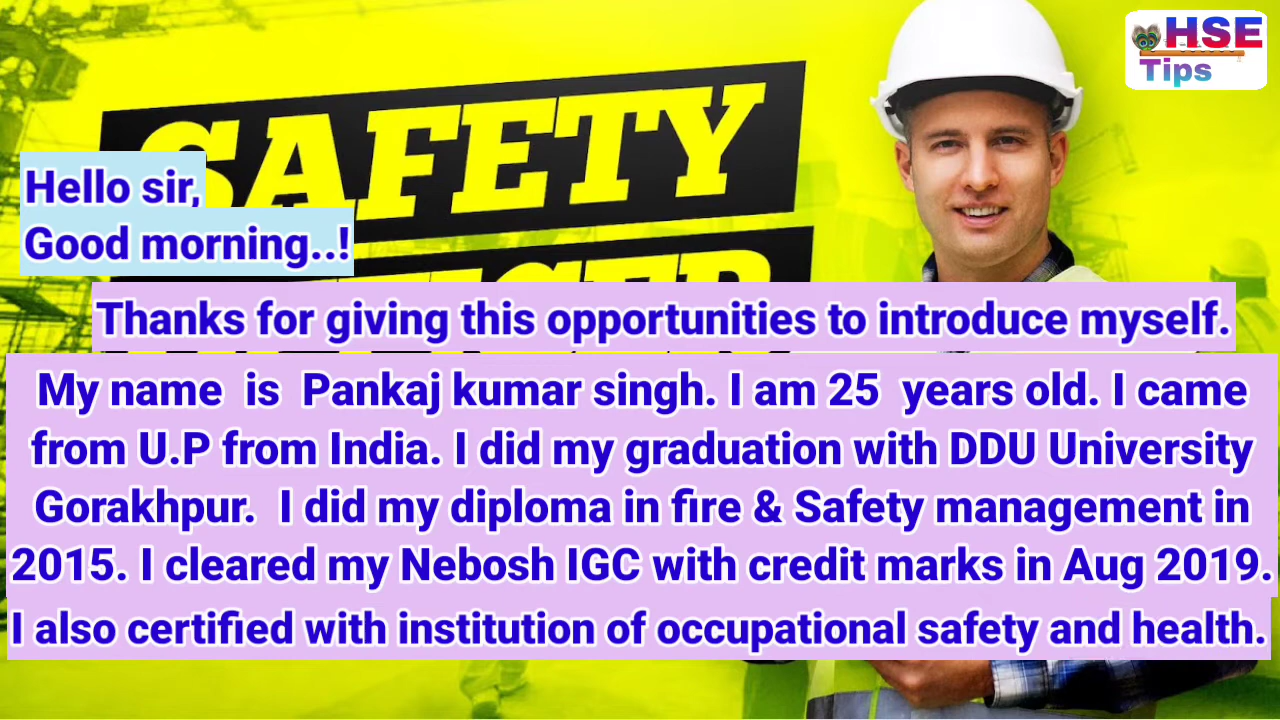 HSE
Tips
SAFETY
Hello sir,
Good morning..!
Thanks for giving this opportunities to introduce myself.
My name is Pankaj kumar singh. I am 25 years old. I came
from U.P from India. I did my graduation with DDU University
Gorakhpur. I did my diploma in fire & Safety management in
2015. I cleared my Nebosh IGC with credit marks in Aug 2019.
I also certified with institution of occupational safety and health.